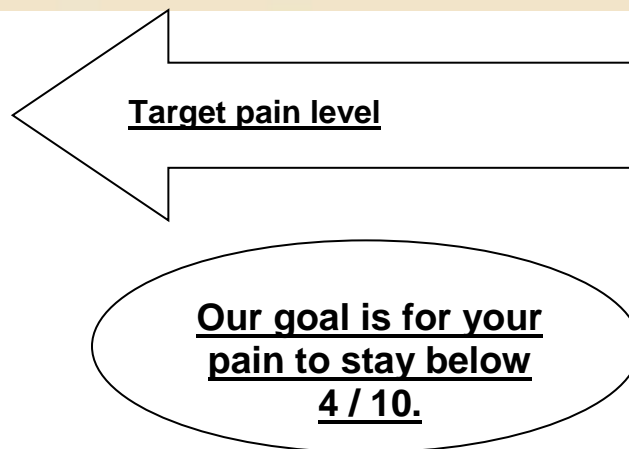 Target pain level
Our goal is for your
pain to stay below
4 / 10.